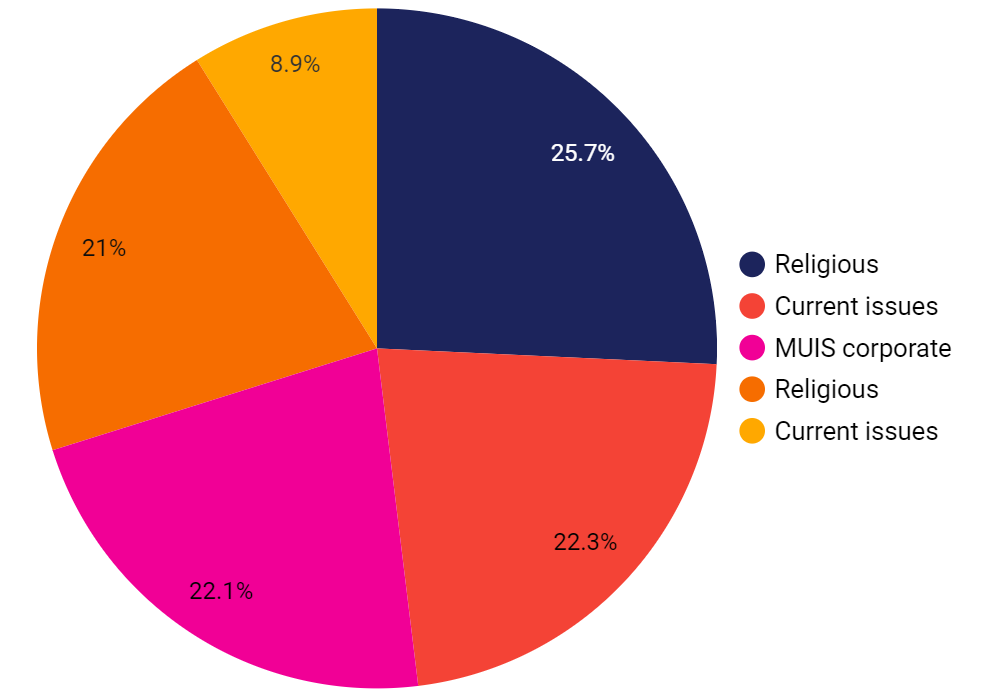 8.9%
25.7%
21%
22.3%
22.1%
Religious
Current issues
MUIS corporate
Religious
Current issues